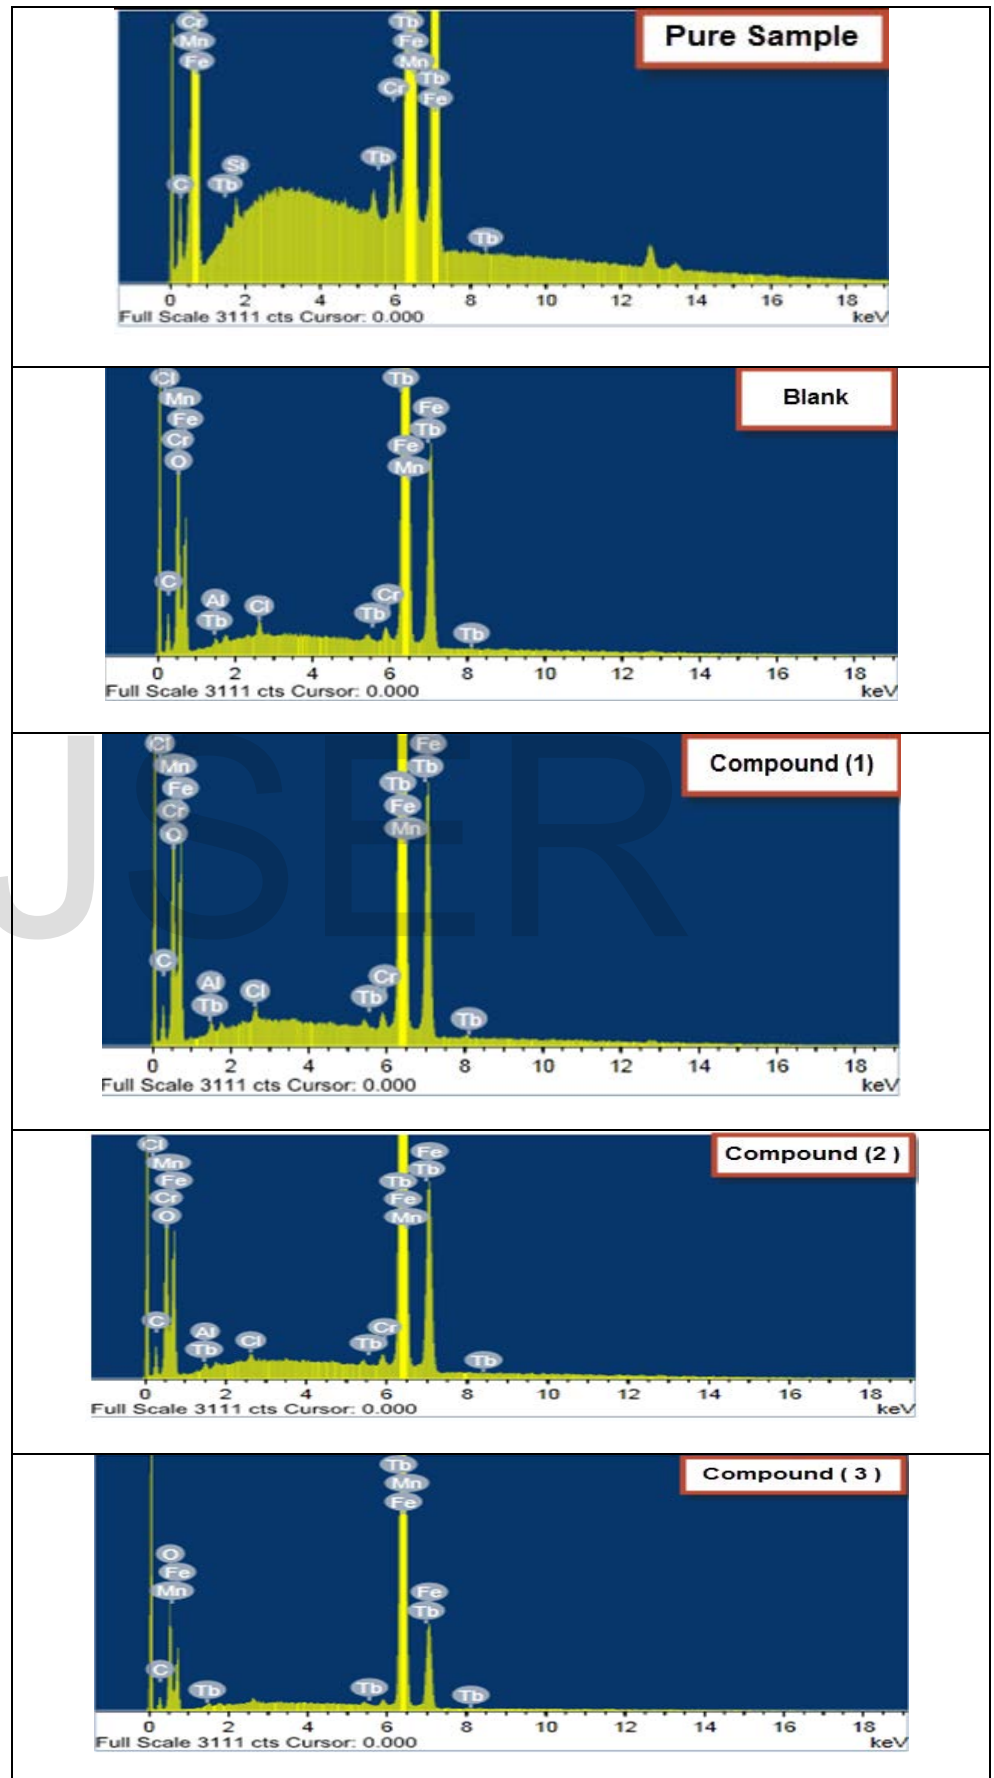 Pure Sample
Cr Tb
Mn Fe
Fe Mn
Tb
Cr Fe
Tb
Si
C Tb
Tb
0 2 4 6 8 10 12 14 16 18
Full Scale 3111 cts Cursor: 0.000 keV
Blank
Cl Tb
Mn Fe
Fe Tb
Cr Fe
O Mn
C
Al Cl Cr
Tb Tb
Tb
0 2 4 6 8 10 12 14 16 18
Full Scale 3111 cts Cursor: 0.000 keV
Compound (1)
Cl Fe
Mn Tb
Fe Tb
Cr Fe
O Mn
C
Al Cl Cr
Tb Tb
Tb
0 2 4 6 8 10 12 14 16 18
Full Scale 3111 cts Cursor: 0.000 keV
JSER
Compound (2 )
Cl Fe
Mn Tb
Fe Tb
Cr Fe
O Mn
C
Al Cl Cr
Tb Tb
Tb
0 2 4 6 8 10 12 14 16 18
Full Scale 3111 cts Cursor: 0.000 keV
Compound ( 3 )
Tb
Mn
Fe
O
Fe Fe
Mn Tb
C
Tb Tb Tb
0 2 4 6 8 10 12 14 16 18
Full Scale 3111 cts Cursor: 0.000 keV